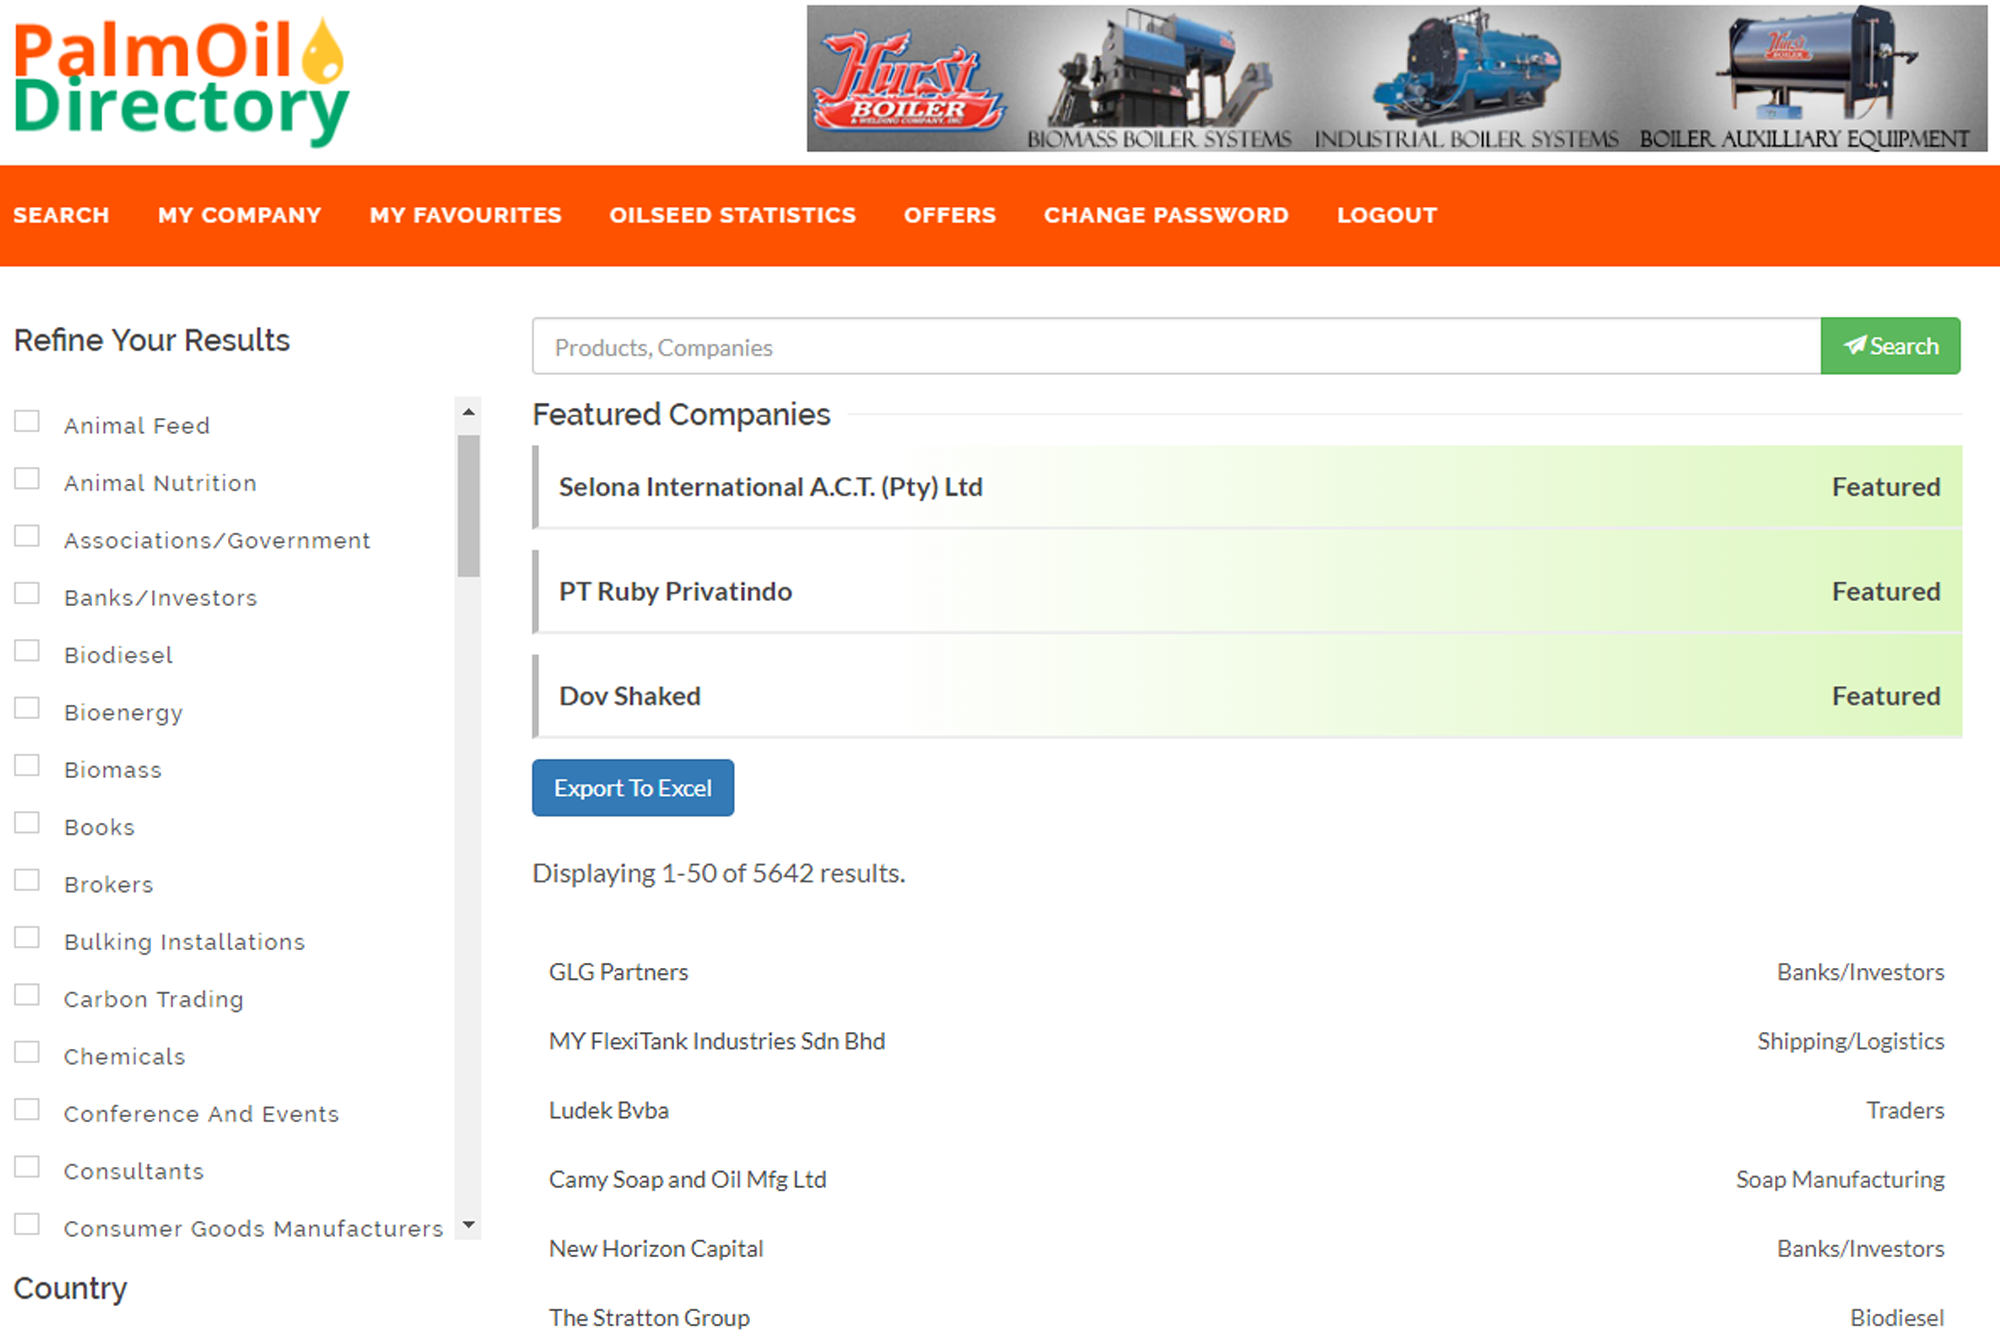 PalmOil
Directory
Hurst
BOILER
& WELDING COMPANY, INC
BIOMASS BOILER SYSTEMS
INDUSTRIAL BOILER SYSTEMS
Hurst
BOILER
BOILER AUXILLIARY EQUIPMENT
SEARCH MY COMPANY MY FAVOURITES OILSEED STATISTICS OFFERS CHANGE PASSWORD LOGOUT
Refine Your Results
Animal Feed
Animal Nutrition
Associations/Government
Banks/Investors
Biodiesel
Bioenergy
Biomass
Books
Brokers
Bulking Installations
Carbon Trading
Chemicals
Conference And Events
Consultants
Consumer Goods Manufacturers
Country
Products, Companies Search
Featured Companies
Selona International A.C.T. (Pty) Ltd Featured
PT Ruby Privatindo Featured
Dov Shaked Featured
Export To Excel
Displaying 1-50 of 5642 results.
GLG Partners Banks/Investors
MY FlexiTank Industries Sdn Bhd Shipping/Logistics
Ludek Bvba Traders
Camy Soap and Oil Mfg Ltd Soap Manufacturing
New Horizon Capital Banks/Investors
The Stratton Group Biodiesel